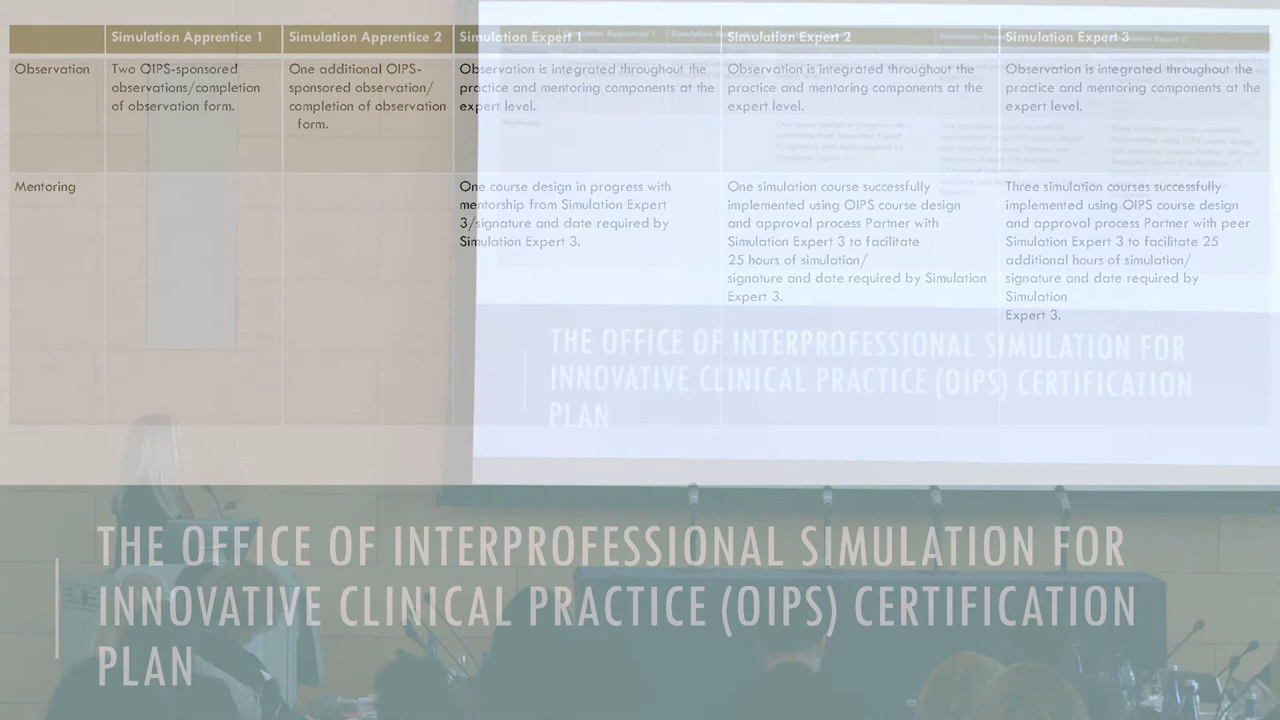 Simulation Apprentice 1
Simulation Apprentice 2
Simulation Expert 1
Simulation Expert 2
Simulation Expert 3
Observation
Two OIPS-sponsored
observations/completion
of observation form.
One additional OIPS-
sponsored observation/
completion of observation
form.
Observation is integrated throughout the
practice and mentoring components at the
expert level.
Observation is integrated throughout the
practice and mentoring components at the
expert level.
Observation is integrated throughout the
practice and mentoring components at the
expert level.
Mentoring
One course design in progress with
mentorship from Simulation Expert
3/signature and date required by
Simulation Expert 3.
One simulation course successfully
implemented using OIPS course design
and approval process Partner with
Simulation Expert 3 to facilitate
25 hours of simulation/
signature and date required by Simulation
Expert 3.
Three simulation courses successfully
implemented using OIPS course design
and approval process Partner with peer
Simulation Expert 3 to facilitate 25
additional hours of simulation/
signature and date required by
Simulation
Expert 3.
THE OFFICE OF INTERPROFESSIONAL SIMULATION FOR
INNOVATIVE CLINICAL PRACTICE (OIPS) CERTIFICATION
PLAN
THE OFFICE OF INTERPROFESSIONAL SIMULATION FOR
INNOVATIVE CLINICAL PRACTICE (OIPS) CERTIFICATION
PLAN